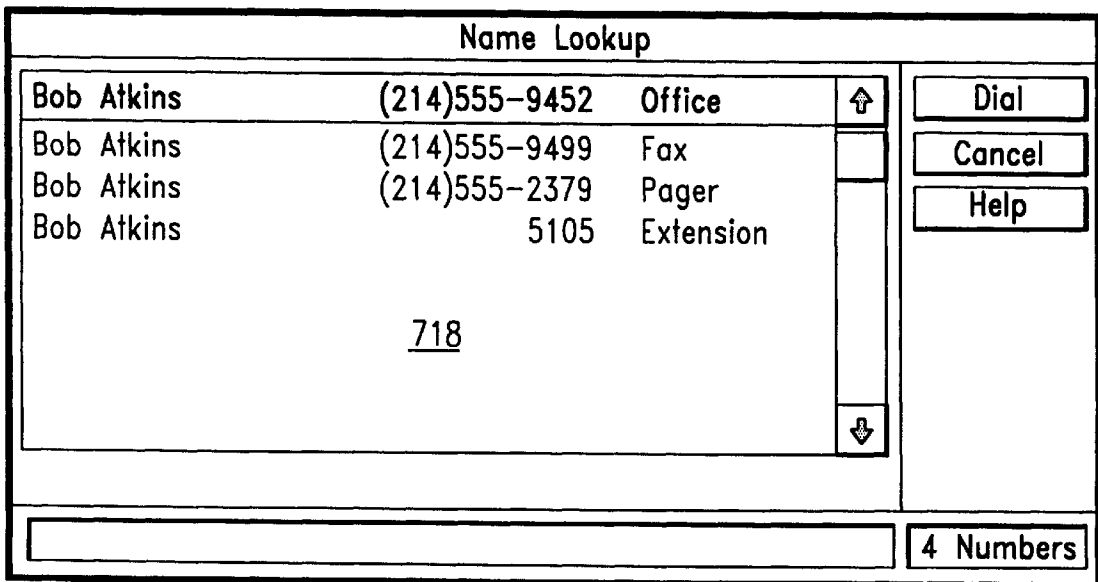 Name Lookup
Bob Atkins (214)555-9452 Office
Bob Atkins (214)555-9499 Fax
Bob Atkins (214)555-2379 Pager
Bob Atkins 5105 Extension
718
Dial
Cancel
Help
4 Numbers